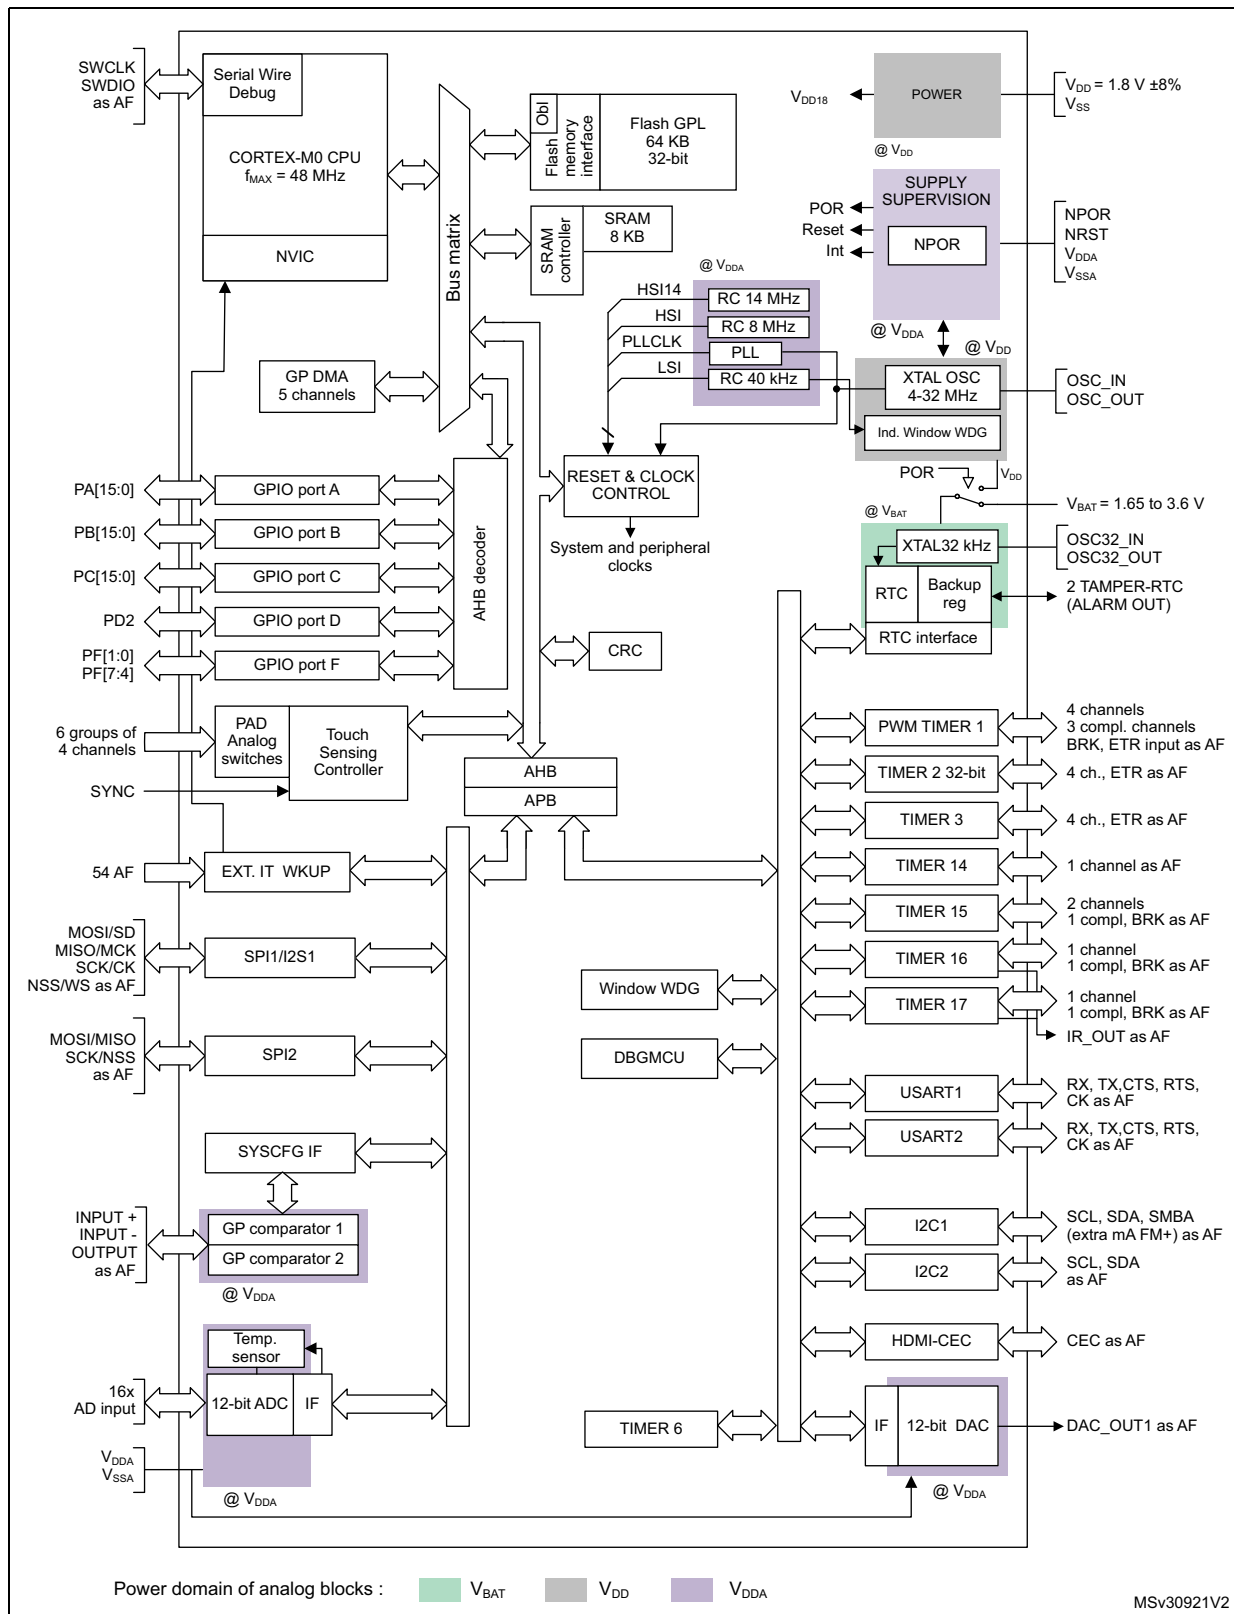 SWCLK
SWDIO
as AF
Serial Wire
Debug
CORTEX-M0 CPU
fMAX = 48 MHz
NVIC
Bus matrix
Obl
Flash
memory
interface
Flash GPL
64 KB
32-bit
SRAM
controller
SRAM
8 KB
VDD18
POWER
VDD = 1.8 V ±8%
VSS
@ VDD
SUPPLY
SUPERVISION
NPOR
POR
Reset
Int
NPOR
NRST
VDDA
VSSA
@ VDDA
@ VDDA
HSI14
HSI
PLLCLK
LSI
RC 14 MHz
RC 8 MHz
PLL
RC 40 kHz
@ VDD
XTAL OSC
4-32 MHz
Ind. Window WDG
OSC_IN
OSC_OUT
GP DMA
5 channels
RESET & CLOCK
CONTROL
System and peripheral
clocks
POR
VDD
VBAT = 1.65 to 3.6 V
@ VBAT
XTAL32 kHz
OSC32_IN
OSC32_OUT
RTC
Backup
reg
RTC interface
2 TAMPER-RTC
(ALARM OUT)
PA[15:0]
GPIO port A
PB[15:0]
GPIO port B
PC[15:0]
GPIO port C
PD2
GPIO port D
PF[1:0]
PF[7:4]
GPIO port F
AHB decoder
CRC
6 groups of
4 channels
PAD
Analog
switches
Touch
Sensing
Controller
SYNC
AHB
APB
PWM TIMER 1
4 channels
3 compl. channels
BRK, ETR input as AF
TIMER 2 32-bit
4 ch., ETR as AF
TIMER 3
4 ch., ETR as AF
TIMER 14
1 channel as AF
TIMER 15
2 channels
1 compl, BRK as AF
TIMER 16
1 channel
1 compl, BRK as AF
TIMER 17
1 channel
1 compl, BRK as AF
IR_OUT as AF
54 AF
EXT. IT WKUP
MOSI/SD
MISO/MCK
SCK/CK
NSS/WS as AF
SPI1/I2S1
MOSI/MISO
SCK/NSS
as AF
SPI2
Window WDG
DBGMCU
USART1
RX, TX,CTS, RTS,
CK as AF
USART2
RX, TX,CTS, RTS,
CK as AF
SYSCFG IF
INPUT +
INPUT -
OUTPUT
as AF
GP comparator 1
GP comparator 2
@ VDDA
I2C1
SCL, SDA, SMBA
(extra mA FM+) as AF
I2C2
SCL, SDA
as AF
HDMI-CEC
CEC as AF
Temp.
sensor
16x
AD input
12-bit ADC
IF
VDDA
VSSA
@ VDDA
TIMER 6
IF
12-bit DAC
DAC_OUT1 as AF
@ VDDA
Power domain of analog blocks :
VBAT
VDD
VDDA
MSv30921V2